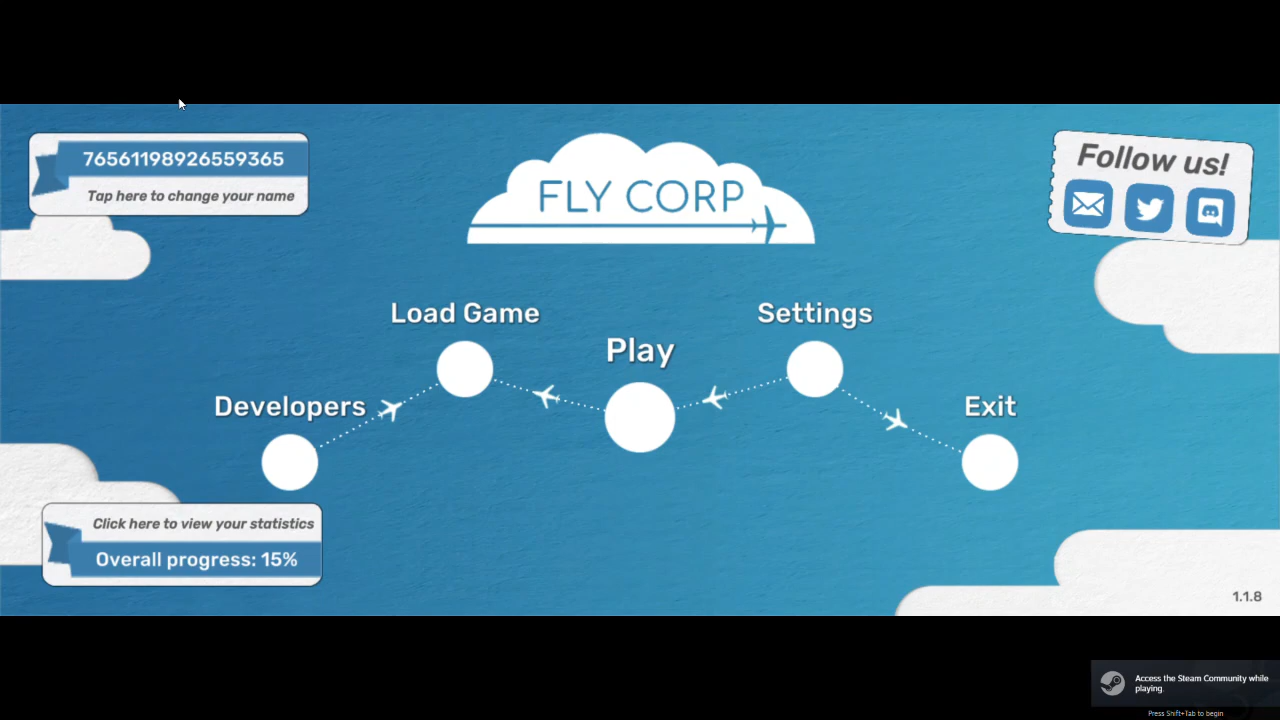 76561198926559365
Tap here to change your name
FLY CORP
Follow us!
Load Game
Settings
Play
Developers
Exit
Click here to view your statistics
Overall progress: 15%
1.1.8
Access the Steam Community while
playing.
Press Shift+Tab to begin